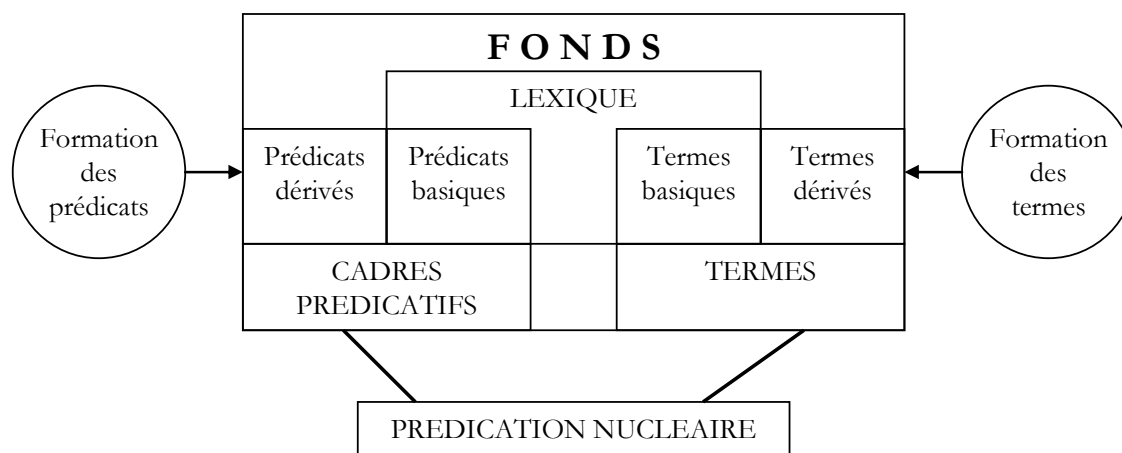 F O N D S
LEXIQUE
Formation
des
prédicats
Prédicats
dérivés
Prédicats
basiques
Termes
basiques
Termes
dérivés
Formation
des
termes
CADRES
PREDICATIFS
TERMES
PREDICATION NUCLEAIRE